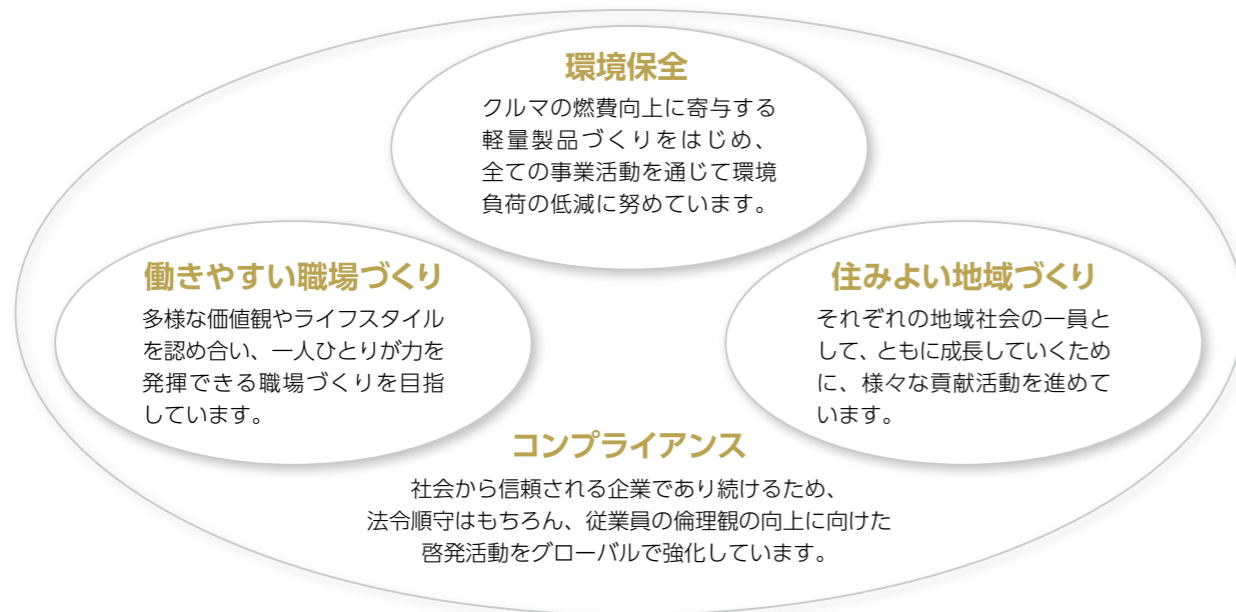 環境保全
クルマの燃費向上に寄与する
軽量製品づくりをはじめ、
全ての事業活動を通じて環境
負荷の低減に努めています。
働きやすい職場づくり
多様な価値観やライフスタイル
を認め合い、一人ひとりが力を
発揮できる職場づくりを目指
しています。
住みよい地域づくり
それぞれの地域社会の一員と
して、ともに成長していくため
に、様々な貢献活動を進めて
います。
コンプライアンス
社会から信頼される企業であり続けるため、
法令順守はもちろん、従業員の倫理観の向上に向けた
啓発活動をグローバルで強化しています。